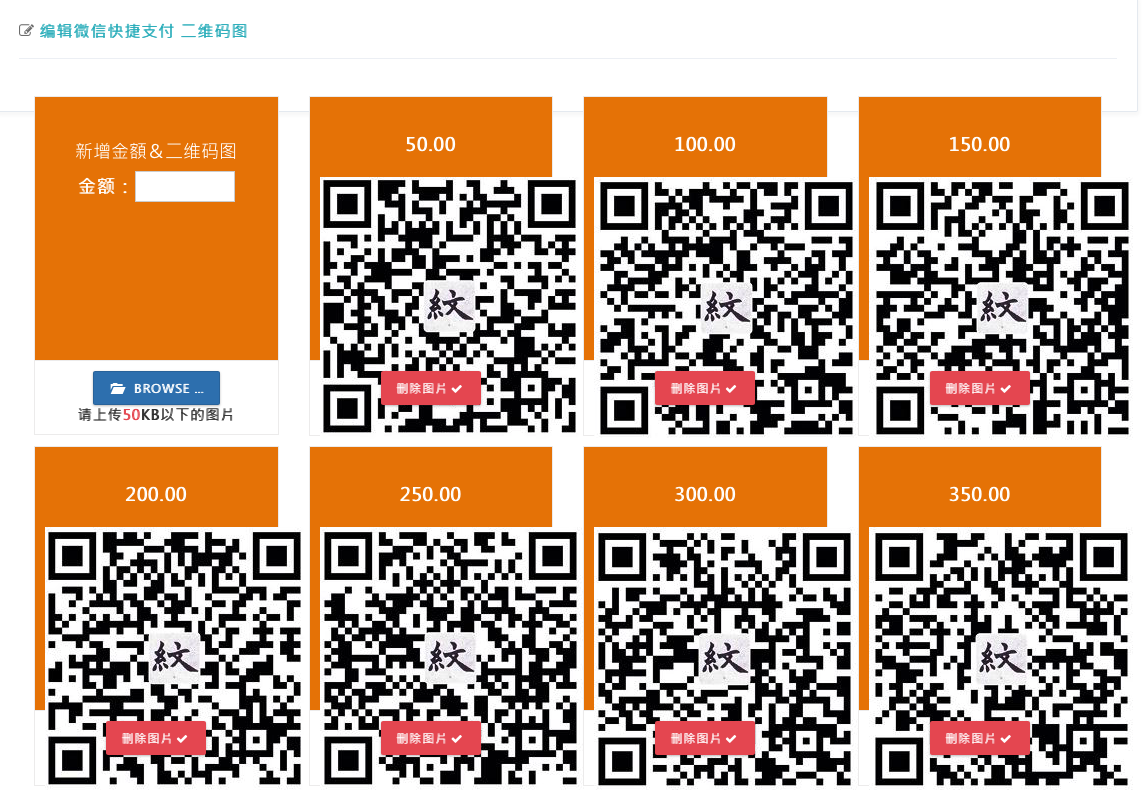 编辑微信快捷支付 二维码图
新增金額＆二维码图
金额：
BROWSE ...
请上传50KB以下的图片
50.00
紋
删除图片
100.00
紋
删除图片
150.00
紋
删除图片
200.00
紋
删除图片
250.00
紋
删除图片
300.00
紋
删除图片
350.00
紋
删除图片